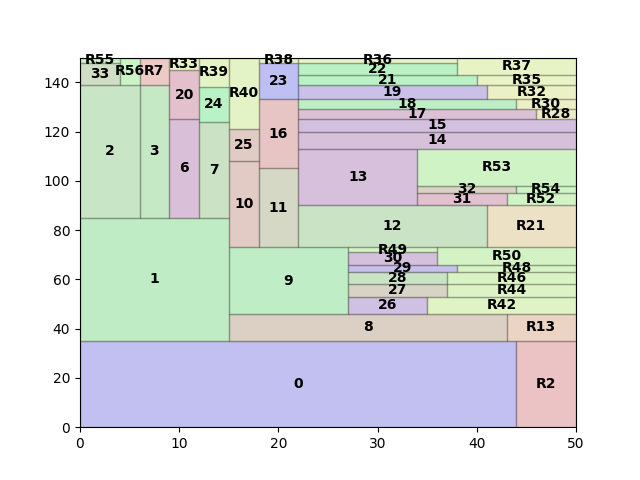 R55 R33 R38 R36
33 R56 R7 22 R37
20 R39 R40 23 21 R35
19 R32
24 18 R30
17 R28
16 15
25 14
2 3 6 7 13 R53
32 R54
10 11 31 R52
12 R21
R49
30 R50
29 R48
1 9 28 R46
27 R44
26 R42
8 R13
0 R2
140
120
100
80
60
40
20
0
0 10 20 30 40 50